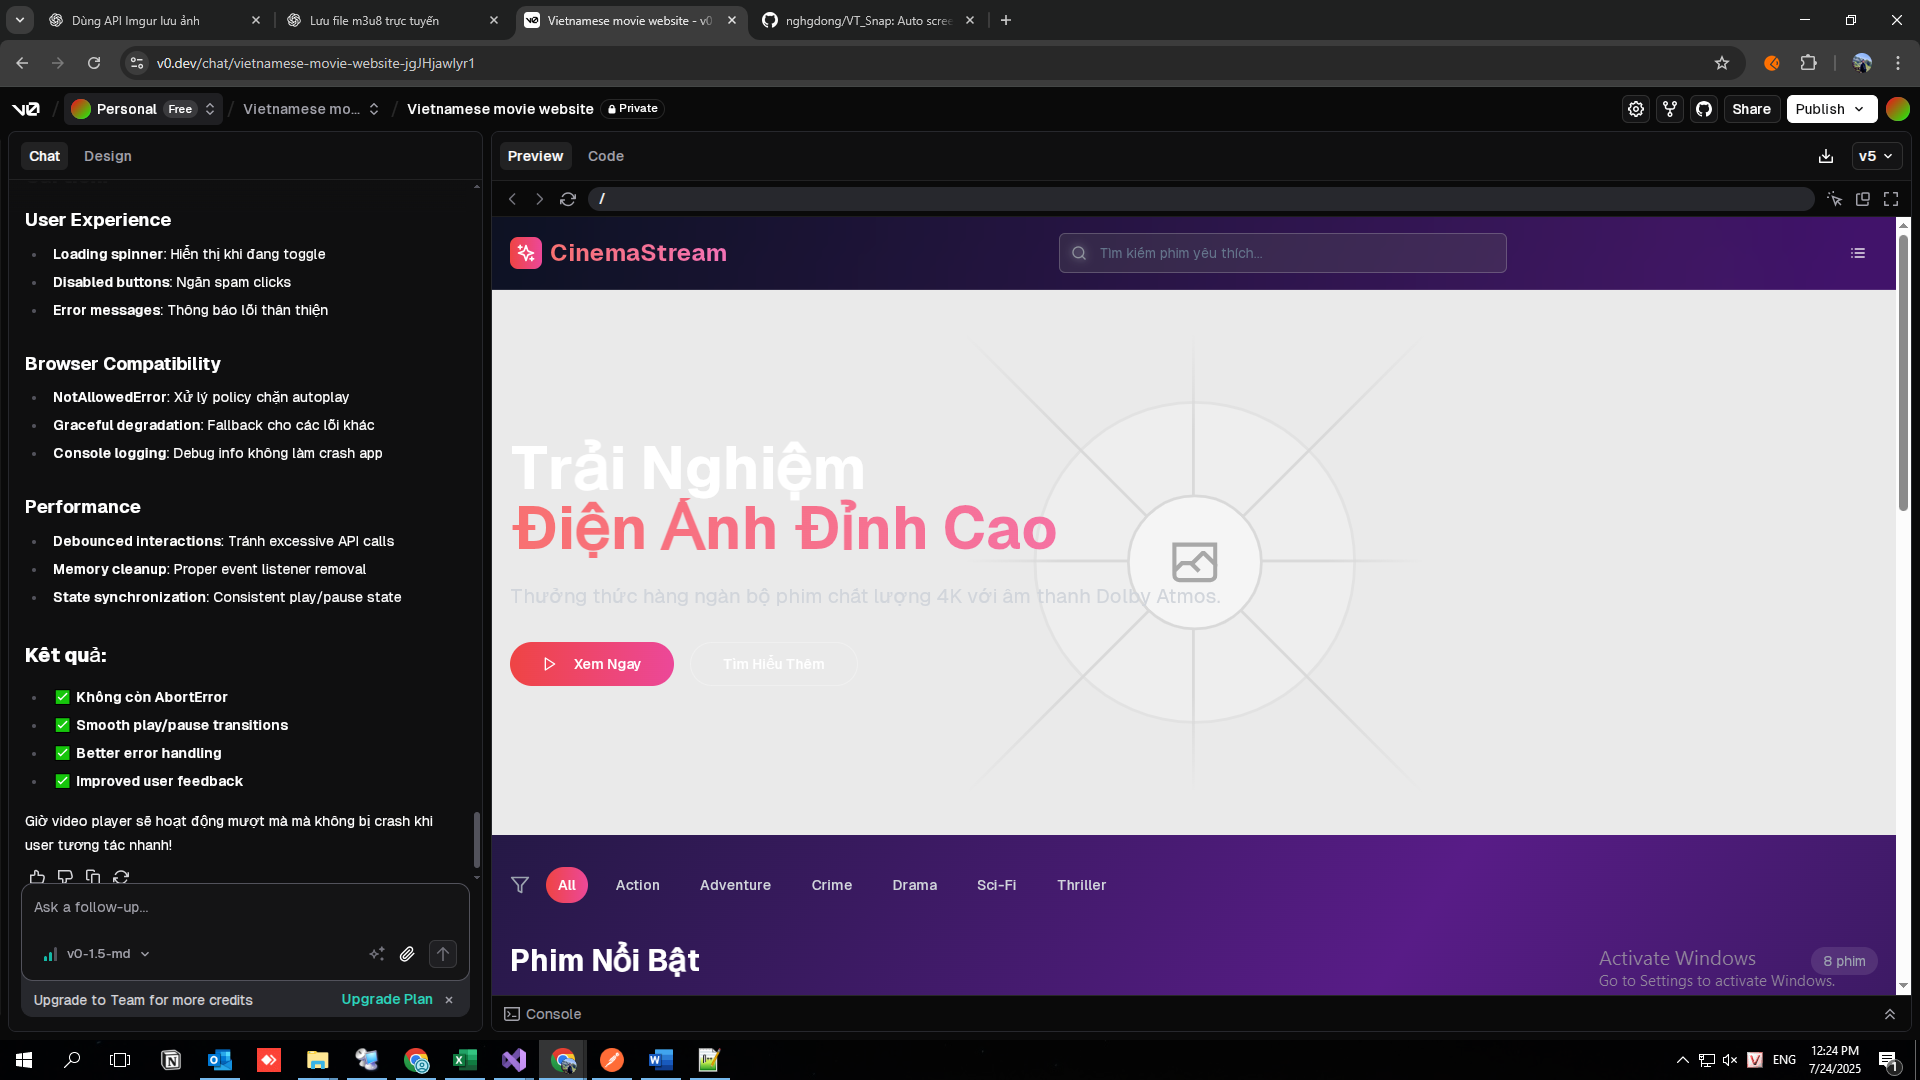 Dùng API Imgur lưu ảnh
Lưu file m3u8 trực tuyến
Vietnamese movie website - v0
nghgdong/VT_Snap: Auto scree
v0.dev/chat/vietnamese-movie-website-jgJHjawlyr1
v0
Personal
Free
Vietnamese mo...
Vietnamese movie website
Private
Share
Publish
Chat
Design
Preview
Code
v5
/
User Experience
Loading spinner: Hiển thị khi đang toggle
Disabled buttons: Ngăn spam clicks
Error messages: Thông báo lỗi thân thiện
Browser Compatibility
NotAllowedError: Xử lý policy chặn autoplay
Graceful degradation: Fallback cho các lỗi khác
Console logging: Debug info không làm crash app
Performance
Debounced interactions: Tránh excessive API calls
Memory cleanup: Proper event listener removal
State synchronization: Consistent play/pause state
Kết quả:
✅ Không còn AbortError
✅ Smooth play/pause transitions
✅ Better error handling
✅ Improved user feedback
Giờ video player sẽ hoạt động mượt mà mà không bị crash khi
user tương tác nhanh!
Ask a follow-up...
v0-1.5-md
Upgrade to Team for more credits
Upgrade Plan
CinemaStream
Tìm kiếm phim yêu thích...
Trải Nghiệm
Điện Ảnh Đỉnh Cao
Thưởng thức hàng ngàn bộ phim chất lượng 4K với âm thanh Dolby Atmos.
Xem Ngay
Tìm Hiểu Thêm
All
Action
Adventure
Crime
Drama
Sci-Fi
Thriller
Phim Nổi Bật
8 phim
Activate Windows
Go to Settings to activate Windows.
Console
ENG
12:24 PM
7/24/2025
1